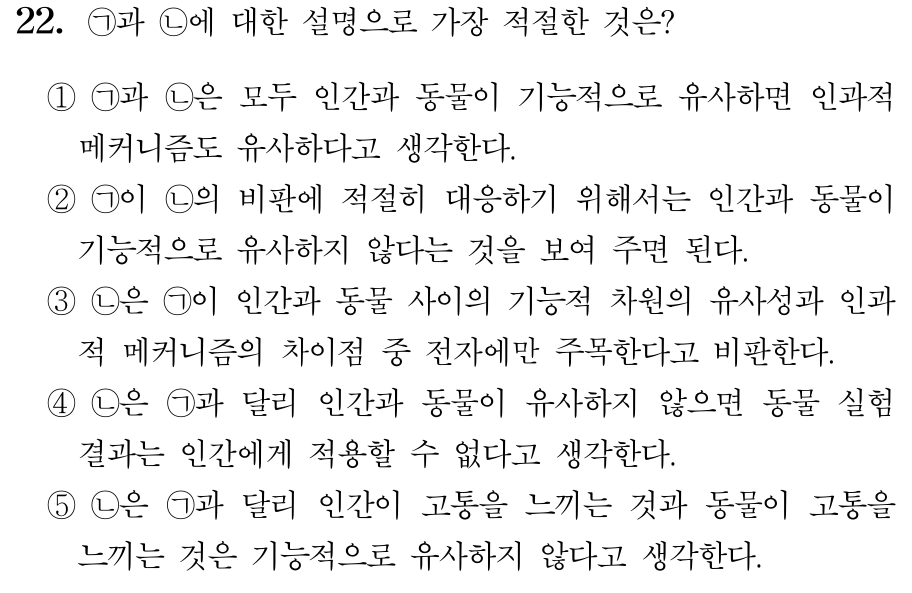 22. ㉠과 ㉡에 대한 설명으로 가장 적절한 것은?
① ㉠과 ㉡은 모두 인간과 동물이 기능적으로 유사하면 인과적
메커니즘도 유사하다고 생각한다.
② ㉠이 ㉡의 비판에 적절히 대응하기 위해서는 인간과 동물이
기능적으로 유사하지 않다는 것을 보여 주면 된다.
③ ㉡은 ㉠이 인간과 동물 사이의 기능적 차원의 유사성과 인과
적 메커니즘의 차이점 중 전자에만 주목한다고 비판한다.
④ ㉡은 ㉠과 달리 인간과 동물이 유사하지 않으면 동물 실험
결과는 인간에게 적용할 수 없다고 생각한다.
⑤ ㉡은 ㉠과 달리 인간이 고통을 느끼는 것과 동물이 고통을
느끼는 것은 기능적으로 유사하지 않다고 생각한다.